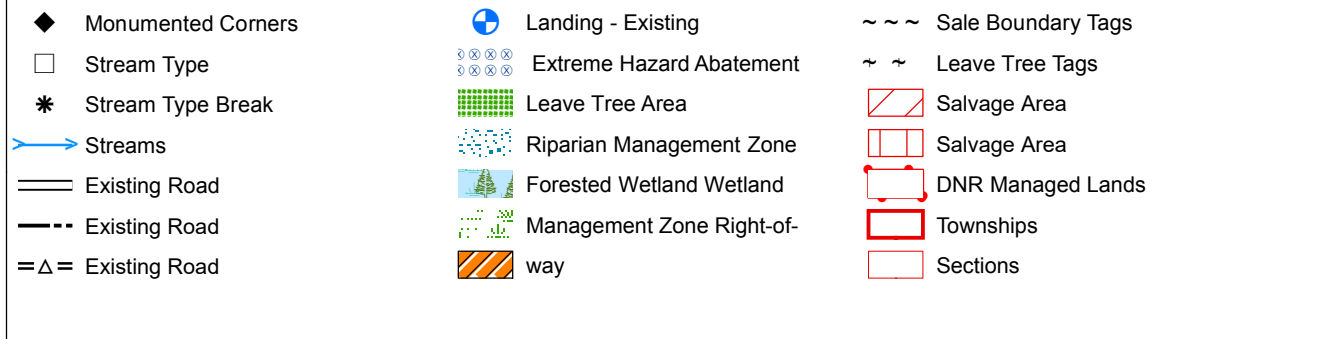 Monumented Corners
Stream Type
Stream Type Break
Streams
Existing Road
Existing Road
Existing Road
Landing - Existing
Extreme Hazard Abatement
Leave Tree Area
Riparian Management Zone
Forested Wetland Wetland
Management Zone Right-of-
way
Sale Boundary Tags
Leave Tree Tags
Salvage Area
Salvage Area
DNR Managed Lands
Townships
Sections